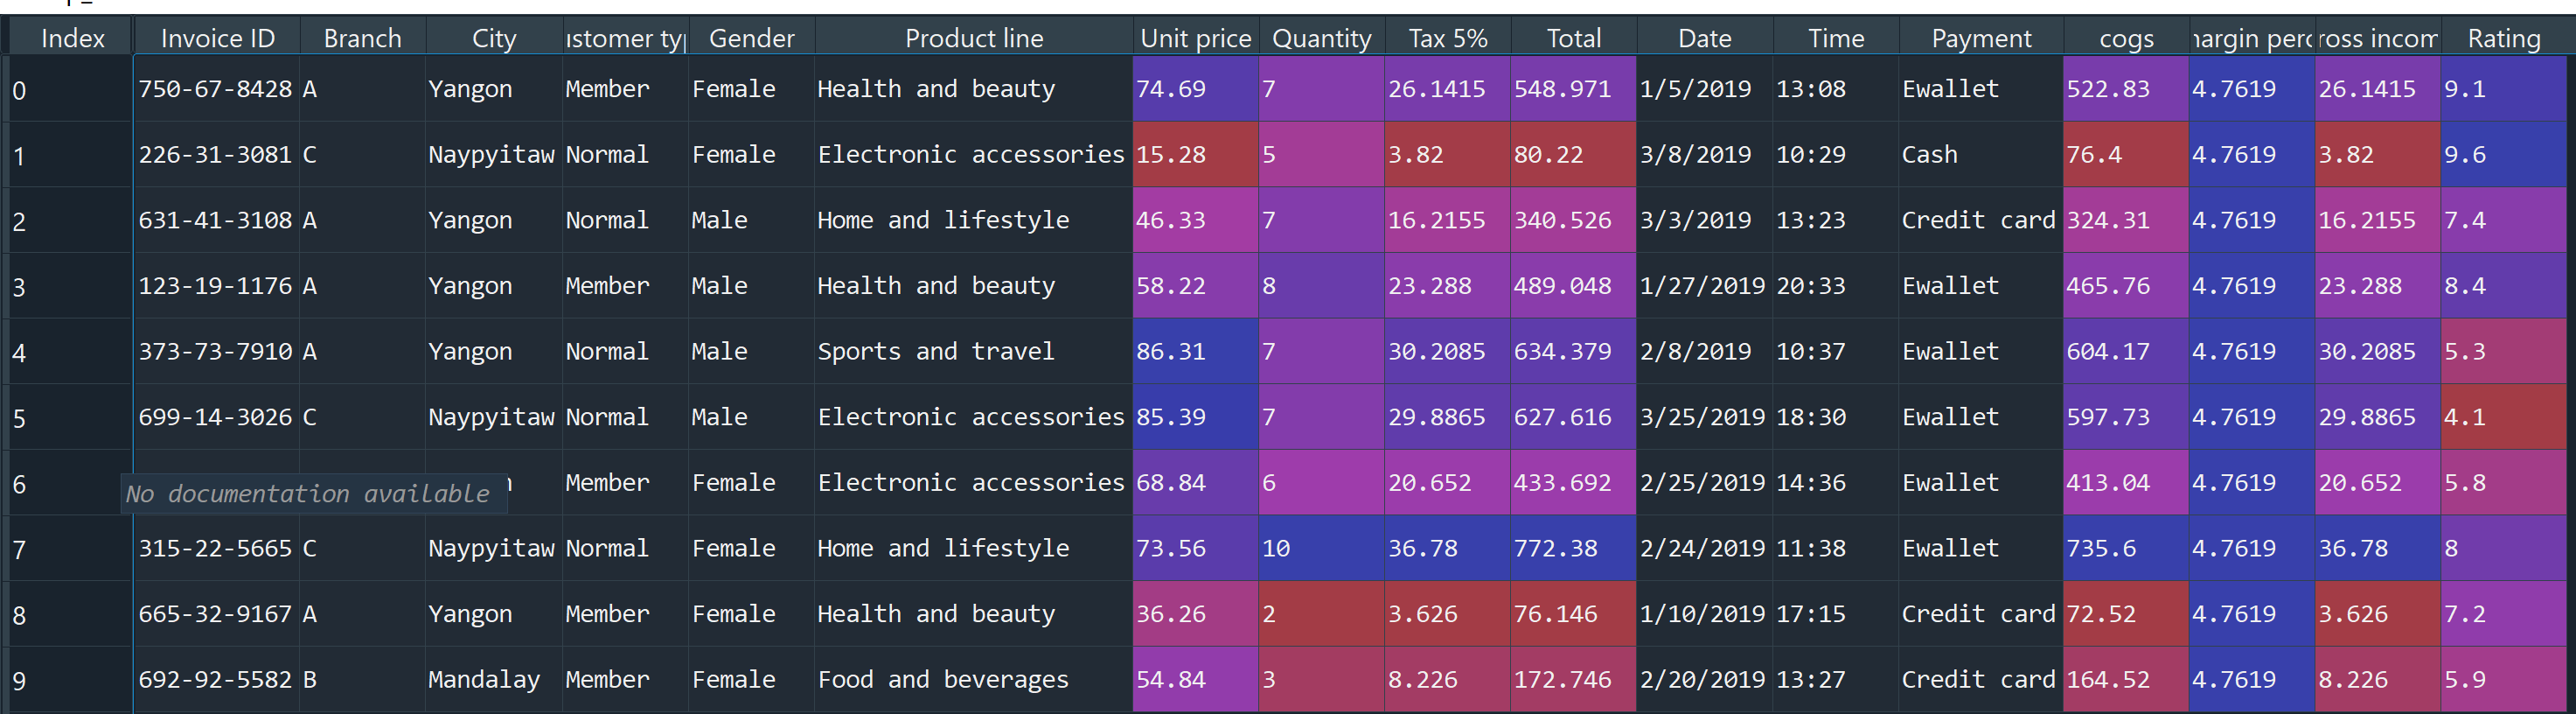 Index Invoice ID Branch City ustomer typ Gender Product line Unit price Quantity Tax 5% Total Date Time Payment cogs margin perc ross incom Rating
0 750-67-8428 A Yangon Member Female Health and beauty 74.69 7 26.1415 548.971 1/5/2019 13:08 Ewallet 522.83 4.7619 26.1415 9.1
1 226-31-3081 C Naypyitaw Normal Female Electronic accessories 15.28 5 3.82 80.22 3/8/2019 10:29 Cash 76.4 4.7619 3.82 9.6
2 631-41-3108 A Yangon Normal Male Home and lifestyle 46.33 7 16.2155 340.526 3/3/2019 13:23 Credit card 324.31 4.7619 16.2155 7.4
3 123-19-1176 A Yangon Member Male Health and beauty 58.22 8 23.288 489.048 1/27/2019 20:33 Ewallet 465.76 4.7619 23.288 8.4
4 373-73-7910 A Yangon Normal Male Sports and travel 86.31 7 30.2085 634.379 2/8/2019 10:37 Ewallet 604.17 4.7619 30.2085 5.3
5 699-14-3026 C Naypyitaw Normal Male Electronic accessories 85.39 7 29.8865 627.616 3/25/2019 18:30 Ewallet 597.73 4.7619 29.8865 4.1
6 Member Female Electronic accessories 68.84 6 20.652 433.692 2/25/2019 14:36 Ewallet 413.04 4.7619 20.652 5.8
No documentation available
7 315-22-5665 C Naypyitaw Normal Female Home and lifestyle 73.56 10 36.78 772.38 2/24/2019 11:38 Ewallet 735.6 4.7619 36.78 8
8 665-32-9167 A Yangon Member Female Health and beauty 36.26 2 3.626 76.146 1/10/2019 17:15 Credit card 72.52 4.7619 3.626 7.2
9 692-92-5582 B Mandalay Member Female Food and beverages 54.84 3 8.226 172.746 2/20/2019 13:27 Credit card 164.52 4.7619 8.226 5.9